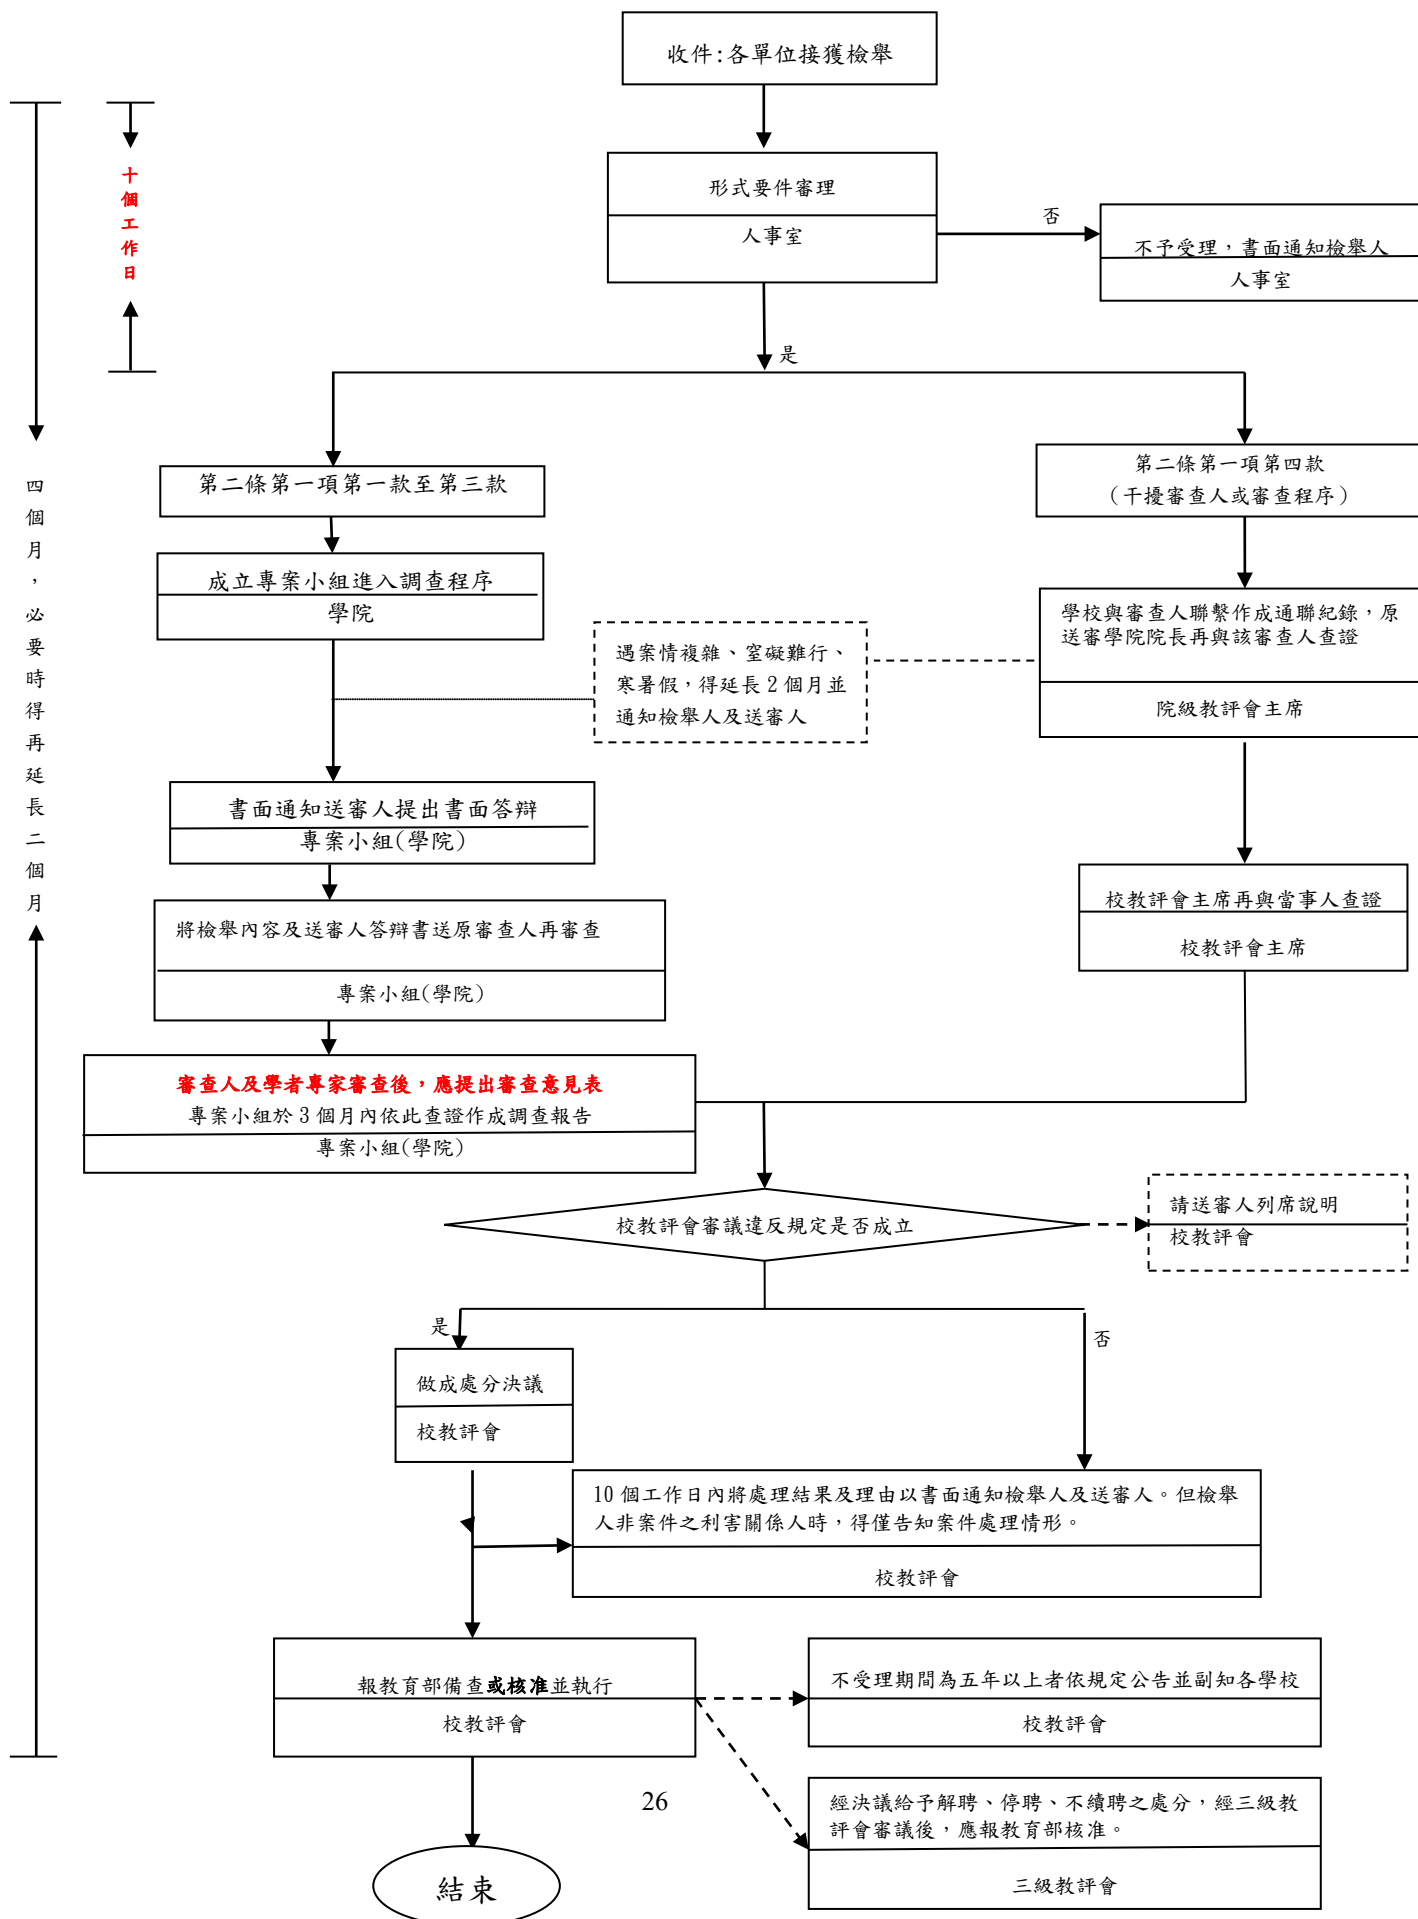 收件:各單位接獲檢舉
十個工作日
形式要件審理
人事室
否
不予受理，書面通知檢舉人
人事室
是
四個月，必要時得再延長二個月
第二條第一項第一款至第三款
第二條第一項第四款
（干擾審查人或審查程序）
成立專案小組進入調查程序
學院
學校與審查人聯繫作成通聯紀錄，原
送審學院院長再與該審查人查證
院級教評會主席
遇案情複雜、窒礙難行、
寒暑假，得延長 2 個月並
通知檢舉人及送審人
書面通知送審人提出書面答辯
專案小組(學院)
校教評會主席再與當事人查證
校教評會主席
將檢舉內容及送審人答辯書送原審查人再審查
專案小組(學院)
審查人及學者專家審查後，應提出審查意見表
專案小組於 3 個月內依此查證作成調查報告
專案小組(學院)
校教評會審議違反規定是否成立
請送審人列席說明
校教評會
是
否
做成處分決議
校教評會
10 個工作日內將處理結果及理由以書面通知檢舉人及送審人。但檢舉
人非案件之利害關係人時，得僅告知案件處理情形。
校教評會
報教育部備查或核准並執行
校教評會
不受理期間為五年以上者依規定公告並副知各學校
校教評會
經決議給予解聘、停聘、不續聘之處分，經三級教
評會審議後，應報教育部核准。
三級教評會
26
結束